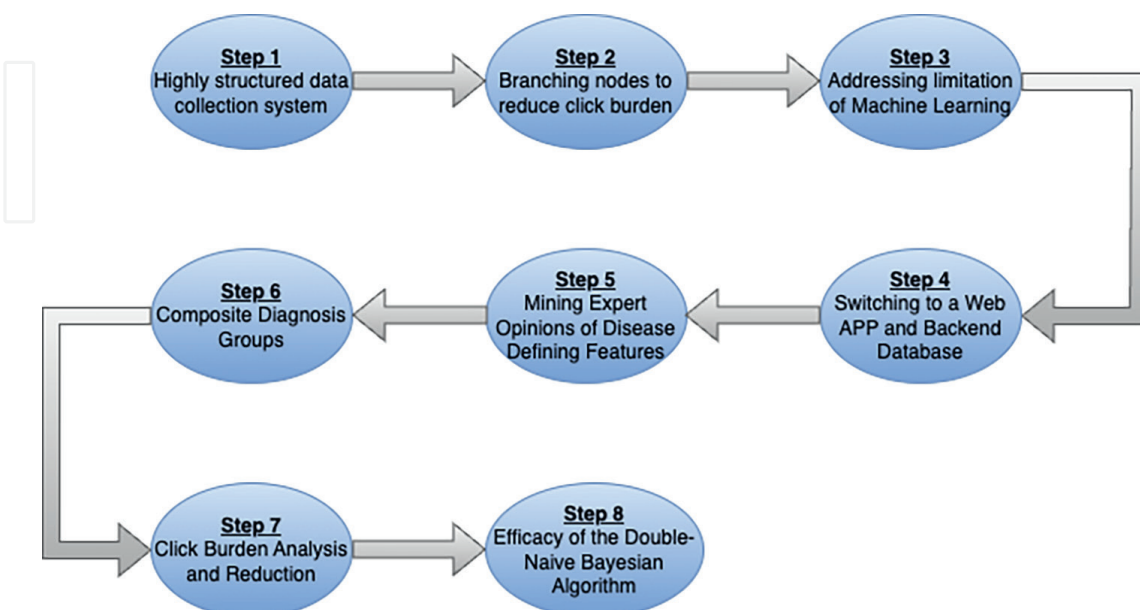 Step 1
Highly structured data
collection system
Step 2
Branching nodes to
reduce click burden
Step 3
Addressing limitation
of Machine Learning
Step 4
Switching to a Web
APP and Backend
Database
Step 5
Mining Expert
Opinions of Disease
Defining Features
Step 6
Composite Diagnosis
Groups
Step 7
Click Burden Analysis
and Reduction
Step 8
Efficacy of the Double-
Naive Bayesian
Algorithm